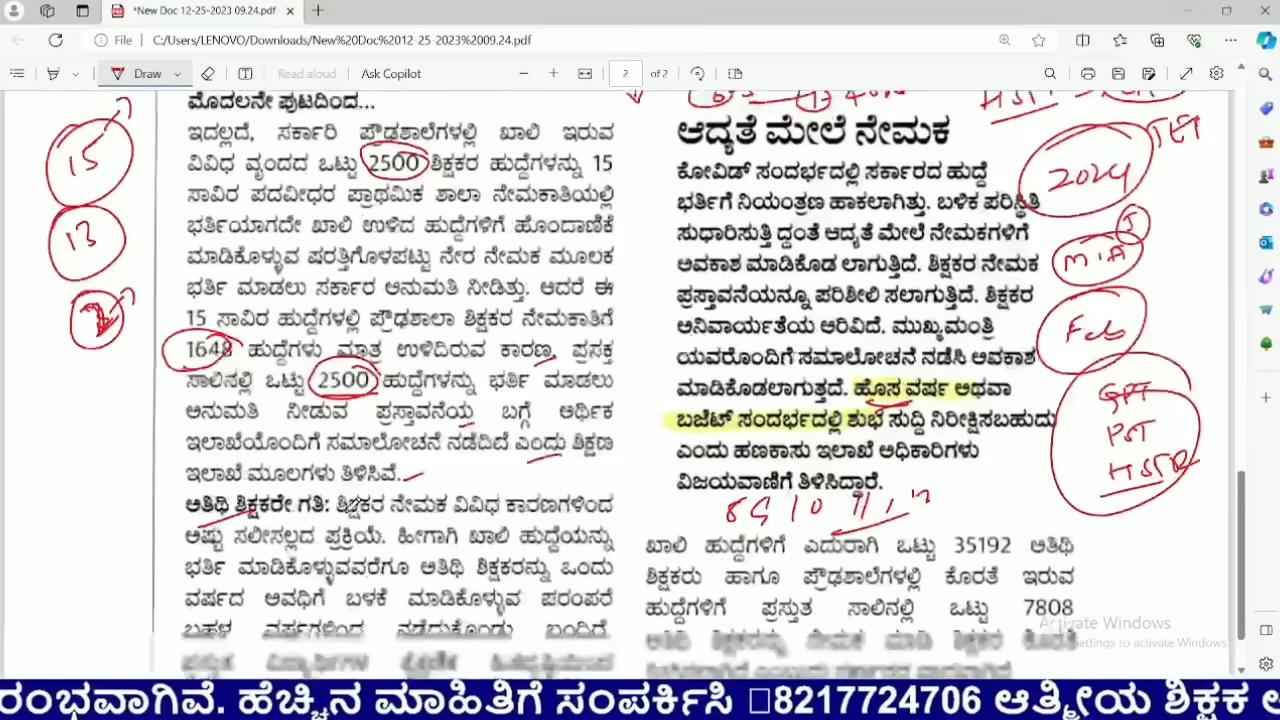 *New Doc 12-25-2023 09.24.pdf
File C:/Users/LENOVO/Downloads/New%20Doc%2012-25-2023%2009.24.pdf
Draw Read aloud Ask Copilot 2 of 2
ಮೊದಲನೇ ಪುಟದಿಂದ...
ಇದಲ್ಲದೆ, ಸರ್ಕಾರಿ ಪ್ರೌಢಶಾಲೆಗಳಲ್ಲಿ ಖಾಲಿ ಇರುವ
ವಿವಿಧ ವೃಂದದ ಒಟ್ಟು 2500 ಶಿಕ್ಷಕರ ಹುದ್ದೆಗಳನ್ನು 15
ಸಾವಿರ ಪದವೀಧರ ಪ್ರಾಥಮಿಕ ಶಾಲಾ ನೇಮಕಾತಿಯಲ್ಲಿ
ಭರ್ತಿಯಾಗದೇ ಖಾಲಿ ಉಳಿದ ಹುದ್ದೆಗಳಿಗೆ ಹೊಂದಾಣಿಕೆ
ಮಾಡಿಕೊಳ್ಳುವ ಷರತ್ತಿಗೊಳಪಟ್ಟು ನೇರ ನೇಮಕ ಮೂಲಕ
ಭರ್ತಿ ಮಾಡಲು ಸರ್ಕಾರ ಅನುಮತಿ ನೀಡಿತ್ತು. ಆದರೆ ಈ
15 ಸಾವಿರ ಹುದ್ದೆಗಳಲ್ಲಿ ಪ್ರೌಢಶಾಲಾ ಶಿಕ್ಷಕರ ನೇಮಕಾತಿಗೆ
1648 ಹುದ್ದೆಗಳು ಮಾತ್ರ ಉಳಿದಿರುವ ಕಾರಣ, ಪ್ರಸಕ್ತ
ಸಾಲಿನಲ್ಲಿ ಒಟ್ಟು 2500 ಹುದ್ದೆಗಳನ್ನು ಭರ್ತಿ ಮಾಡಲು
ಅನುಮತಿ ನೀಡುವ ಪ್ರಸ್ತಾವನೆಯ ಬಗ್ಗೆ ಆರ್ಥಿಕ
ಇಲಾಖೆಯೊಂದಿಗೆ ಸಮಾಲೋಚನೆ ನಡೆದಿದೆ ಎಂದು ಶಿಕ್ಷಣ
ಇಲಾಖೆ ಮೂಲಗಳು ತಿಳಿಸಿವೆ.
ಅತಿಥಿ ಶಿಕ್ಷಕರೇ ಗತಿ: ಶಿಕ್ಷಕರ ನೇಮಕ ವಿವಿಧ ಕಾರಣಗಳಿಂದ
ಅಷ್ಟು ಸಲೀಸಲ್ಲದ ಪ್ರಕ್ರಿಯೆ. ಹೀಗಾಗಿ ಖಾಲಿ ಹುದ್ದೆಯನ್ನು
ಭರ್ತಿ ಮಾಡಿಕೊಳ್ಳುವವರೆಗೂ ಅತಿಥಿ ಶಿಕ್ಷಕರನ್ನು ಒಂದು
ವರ್ಷದ ಅವಧಿಗೆ ಬಳಕೆ ಮಾಡಿಕೊಳ್ಳುವ ಪರಂಪರೆ
ಬಹಳ ವರ್ಷಗಳಿಂದ ನಡೆದುಕೊಂಡು ಬಂದಿದೆ.
15
13
ಆದ್ಯತೆ ಮೇಲೆ ನೇಮಕ
ಕೋವಿಡ್ ಸಂದರ್ಭದಲ್ಲಿ ಸರ್ಕಾರದ ಹುದ್ದೆ
ಭರ್ತಿಗೆ ನಿಯಂತ್ರಣ ಹಾಕಲಾಗಿತ್ತು. ಬಳಿಕ ಪರಿಸ್ಥಿತಿ
ಸುಧಾರಿಸುತ್ತಿ ದ್ದಂತೆ ಆದ್ಯತೆ ಮೇಲೆ ನೇಮಕಗಳಿಗೆ
ಅವಕಾಶ ಮಾಡಿಕೊಡ ಲಾಗುತ್ತಿದೆ. ಶಿಕ್ಷಕರ ನೇಮಕ
ಪ್ರಸ್ತಾವನೆಯನ್ನೂ ಪರಿಶೀಲಿ ಸಲಾಗುತ್ತಿದೆ. ಶಿಕ್ಷಕರ
ಅನಿವಾರ್ಯತೆಯ ಅರಿವಿದೆ. ಮುಖ್ಯಮಂತ್ರಿ
ಯವರೊಂದಿಗೆ ಸಮಾಲೋಚನೆ ನಡೆಸಿ ಅವಕಾಶ
ಮಾಡಿಕೊಡಲಾಗುತ್ತದೆ. ಹೊಸ ವರ್ಷ ಅಥವಾ
ಬಜೆಟ್ ಸಂದರ್ಭದಲ್ಲಿ ಶುಭ ಸುದ್ದಿ ನಿರೀಕ್ಷಿಸಬಹುದು
ಎಂದು ಹಣಕಾಸು ಇಲಾಖೆ ಅಧಿಕಾರಿಗಳು
ವಿಜಯವಾಣಿಗೆ ತಿಳಿಸಿದ್ದಾರೆ.
ಖಾಲಿ ಹುದ್ದೆಗಳಿಗೆ ಎದುರಾಗಿ ಒಟ್ಟು 35192 ಅತಿಥಿ
ಶಿಕ್ಷಕರು ಹಾಗೂ ಪ್ರೌಢಶಾಲೆಗಳಲ್ಲಿ ಕೊರತೆ ಇರುವ
ಹುದ್ದೆಗಳಿಗೆ ಪ್ರಸ್ತುತ ಸಾಲಿನಲ್ಲಿ ಒಟ್ಟು 7808
TET
2024
M.A
Feb
GPT
PST
HSTR
Activate Windows
Settings to activate Windows.
ರಂಭವಾಗಿವೆ. ಹೆಚ್ಚಿನ ಮಾಹಿತಿಗೆ ಸಂಪರ್ಕಿಸಿ 8217724706 ಆತ್ಮೀಯ ಶಿಕ್ಷಕ